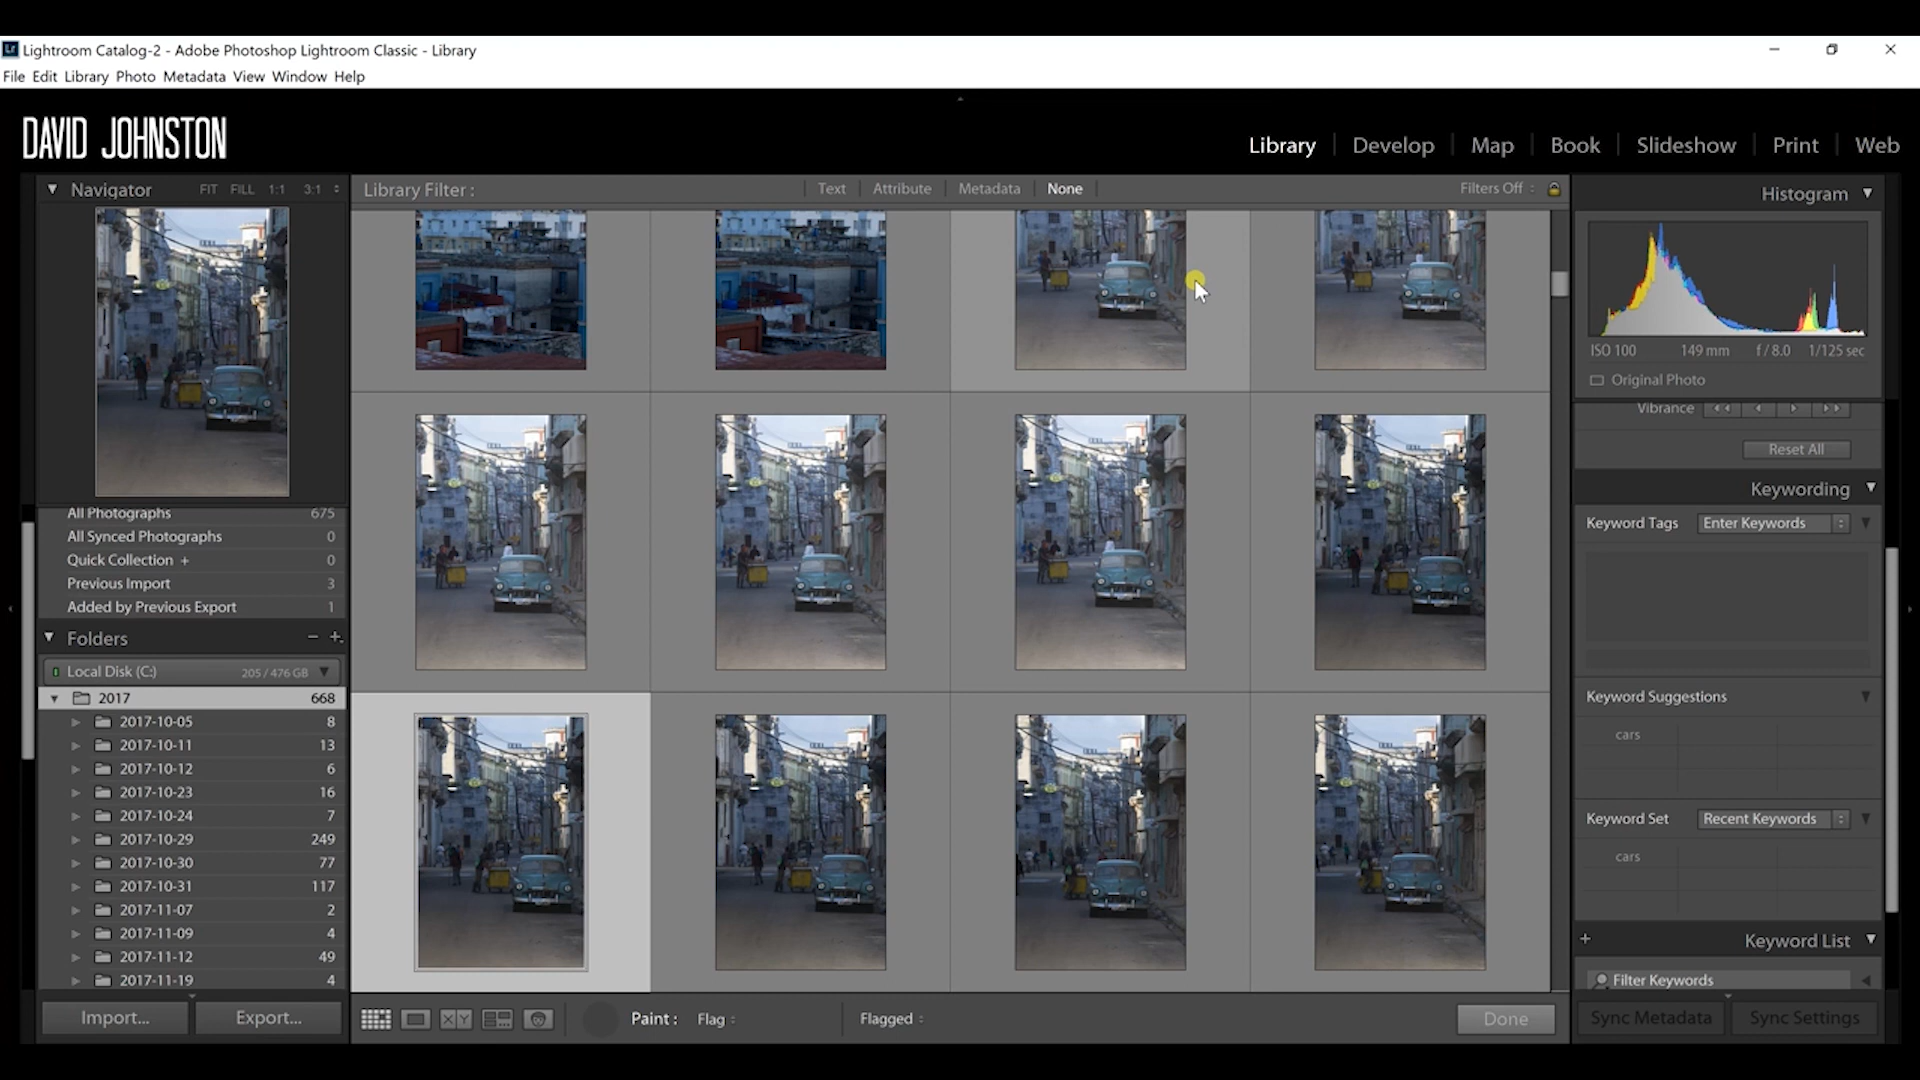 Lr Lightroom Catalog-2 - Adobe Photoshop Lightroom Classic - Library
File Edit Library Photo Metadata View Window Help
DAVID JOHNSTON
Library Develop Map Book Slideshow Print Web
Navigator FIT FILL 1:1 3:1
Library Filter : Text Attribute Metadata None Filters Off
Histogram
ISO 100 149 mm f / 8.0 1/125 sec
Original Photo
Vibrance
Reset All
Keywording
Keyword Tags Enter Keywords
Keyword Suggestions
cars
Keyword Set Recent Keywords
cars
+ Keyword List
Filter Keywords
Sync Metadata Sync Settings
All Photographs 675
All Synced Photographs 0
Quick Collection + 0
Previous Import 3
Added by Previous Export 1
Folders − +
Local Disk (C:) 205 / 476 GB
2017 668
2017-10-05 8
2017-10-11 13
2017-10-12 6
2017-10-23 16
2017-10-24 7
2017-10-29 249
2017-10-30 77
2017-10-31 117
2017-11-07 2
2017-11-09 4
2017-11-12 49
2017-11-19 4
Import... Export...
XY Paint : Flag Flagged Done